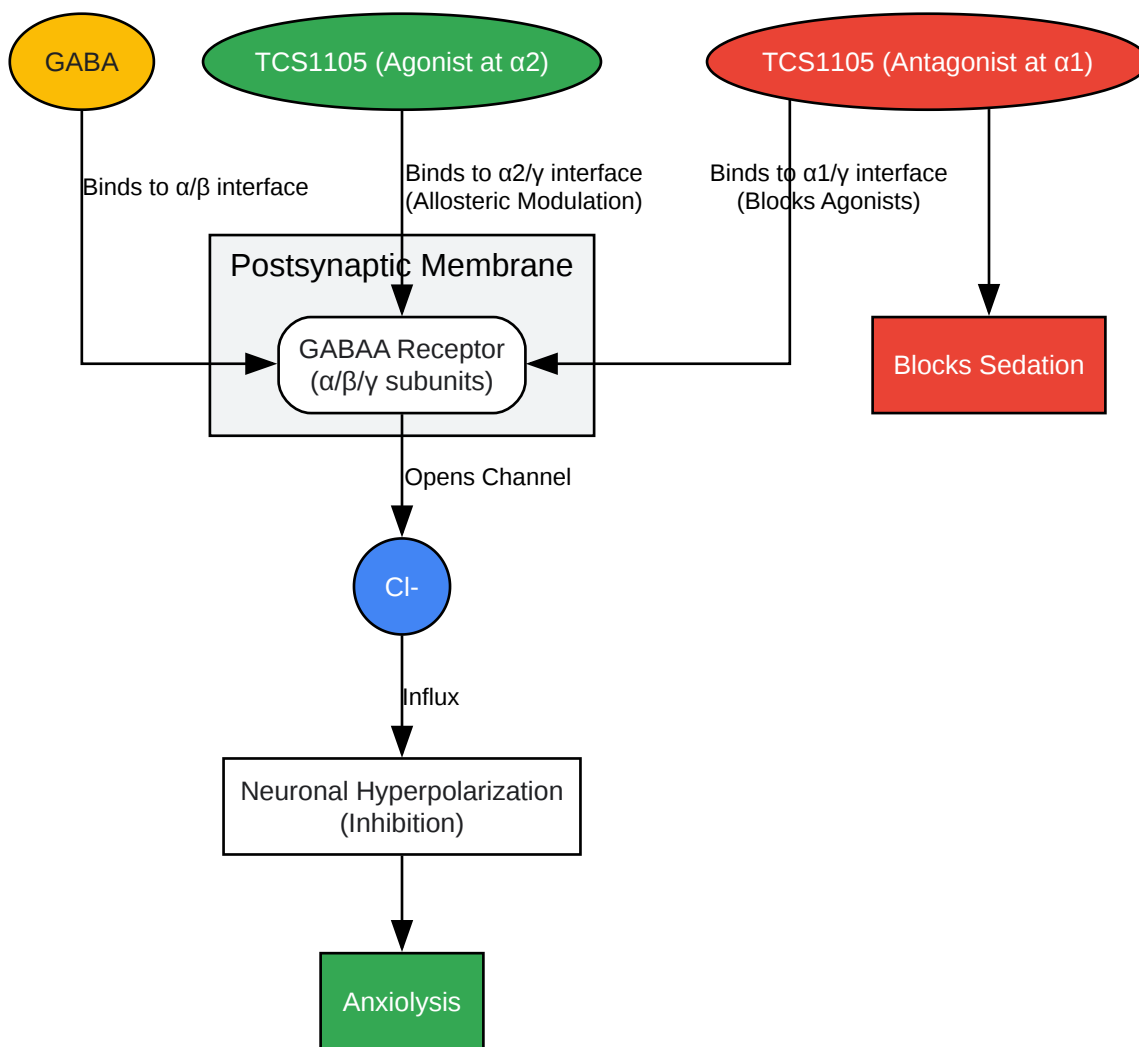 GABA
TCS1105 (Agonist at α2)
TCS1105 (Antagonist at α1)
Binds to α/β interface
Binds to α2/γ interface
(Allosteric Modulation)
Binds to α1/γ interface
(Blocks Agonists)
Postsynaptic Membrane
GABAA Receptor
(α/β/γ subunits)
Blocks Sedation
Opens Channel
Cl-
Influx
Neuronal Hyperpolarization
(Inhibition)
Anxiolysis